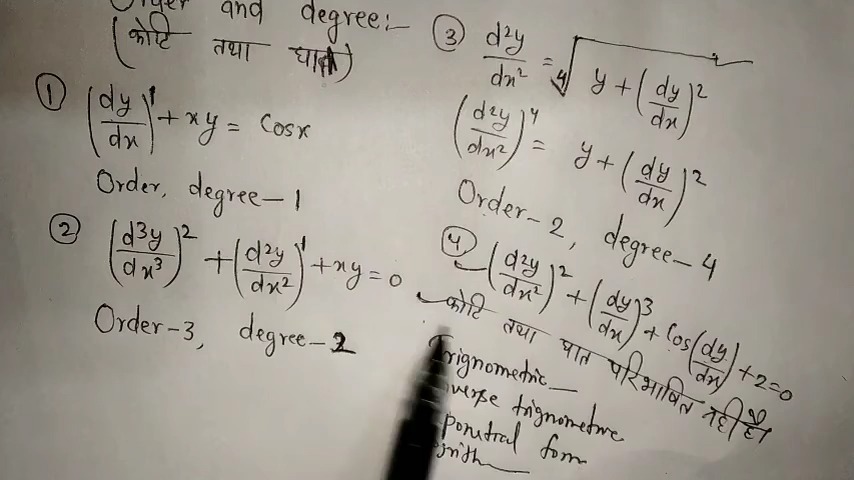 Order and degree:-
(कोटि तथा घात)
① (dy/dx)¹ + xy = Cosx
Order, degree-1
② (d³y/dx³)² + (d²y/dx²)¹ + xy = 0
Order-3, degree-2
③ d²y/dx² = ∜(y + (dy/dx)²)
(d²y/dx²)⁴ = y + (dy/dx)²
Order-2, degree-4
④ (d²y/dx²)² + (dy/dx)³ + Cos(dy/dx) + 2 = 0
कोटि तथा घात परिभाषित नहीं है।
Trignometric
trignometric
form